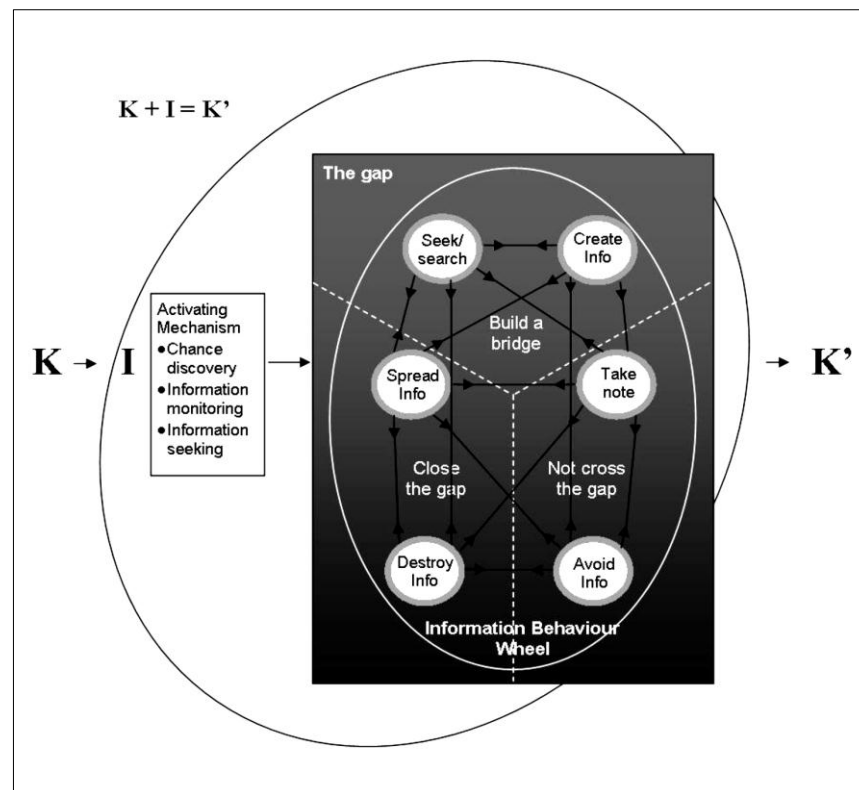 K + I = K’
The gap
Seek/
search
Create
Info
Build a
bridge
K
I
Activating
Mechanism
●Chance
discovery
●Information
monitoring
●Information
seeking
Spread
Info
Take
note
K’
Close
the gap
Not cross
the gap
Destroy
Info
Avoid
Info
Information Behaviour
Wheel